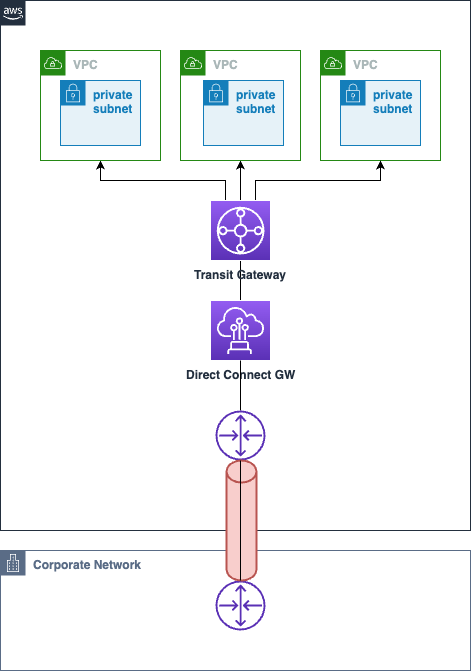 aws
VPC
VPC
VPC
private
subnet
private
subnet
private
subnet
Transit Gateway
Direct Connect GW
Corporate Network